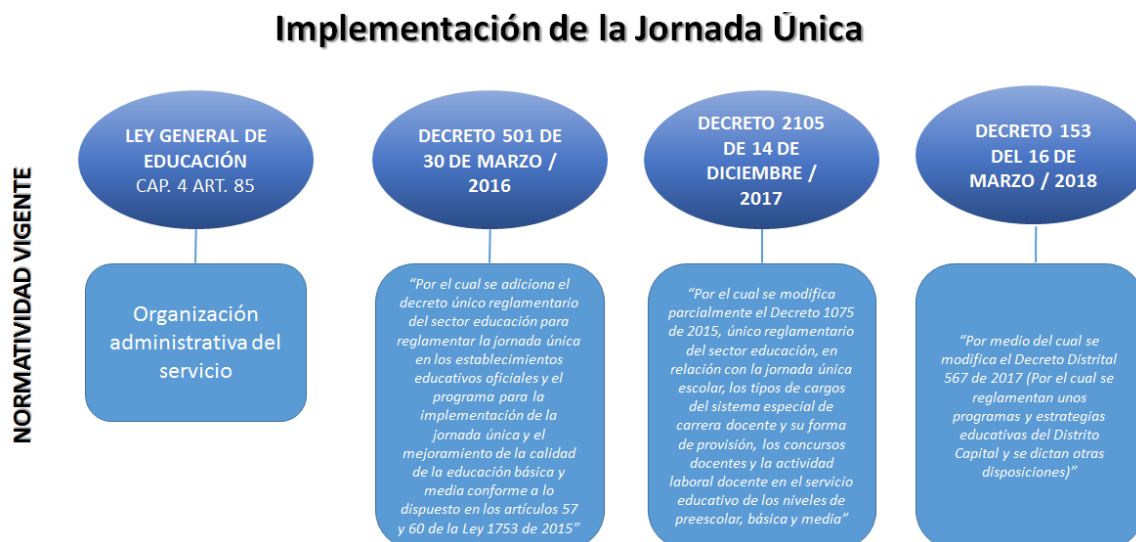 Implementación de la Jornada Única
NORMATIVIDAD VIGENTE
LEY GENERAL DE
EDUCACIÓN
CAP. 4 ART. 85
Organización
administrativa del
servicio
DECRETO 501 DE
30 DE MARZO /
2016
“Por el cual se adiciona el
decreto único reglamentario
del sector educación para
reglamentar la jornada única
en los establecimientos
educativos oficiales y el
programa para la
implementación de la
jornada única y el
mejoramiento de la calidad
de la educación básica y
media conforme a lo
dispuesto en los artículos 57
y 60 de la Ley 1753 de 2015”
DECRETO 2105
DE 14 DE
DICIEMBRE /
2017
“Por el cual se modifica
parcialmente el Decreto 1075
de 2015, único reglamentario
del sector educación, en
relación con la jornada única
escolar, los tipos de cargos
del sistema especial de
carrera docente y su forma
de provisión, los concursos
docentes y la actividad
laboral docente en el servicio
educativo de los niveles de
preescolar, básica y media”
DECRETO 153
DEL 16 DE
MARZO / 2018
“Por medio del cual se
modifica el Decreto Distrital
567 de 2017 (Por el cual se
reglamentan unos
programas y estrategias
educativas del Distrito
Capital y se dictan otras
disposiciones)”